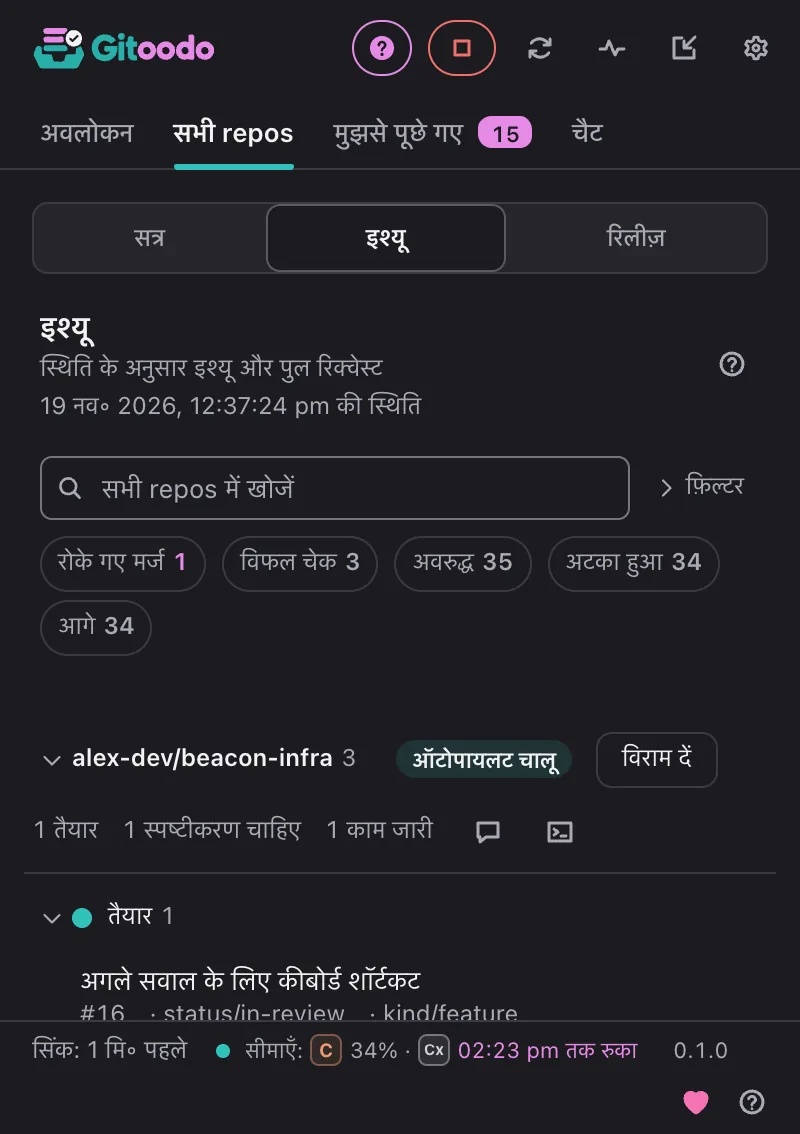 Gitoodo
अवलोकन सभी repos मुझसे पूछे गए 15 चैट
सत्र इश्यू रिलीज़
इश्यू
स्थिति के अनुसार इश्यू और पुल रिक्वेस्ट
19 नव॰ 2026, 12:37:24 pm की स्थिति
सभी repos में खोजें फ़िल्टर
रोके गए मर्ज 1 विफल चेक 3 अवरुद्ध 35 अटका हुआ 34
आगे 34
alex-dev/beacon-infra 3 ऑटोपायलट चालू विराम दें
1 तैयार 1 स्पष्टीकरण चाहिए 1 काम जारी
तैयार 1
अगले सवाल के लिए कीबोर्ड शॉर्टकट
#16 · status/in-review · kind/feature
सिंक: 1 मि॰ पहले सीमाएँ: C 34% · Cx 02:23 pm तक रुका 0.1.0